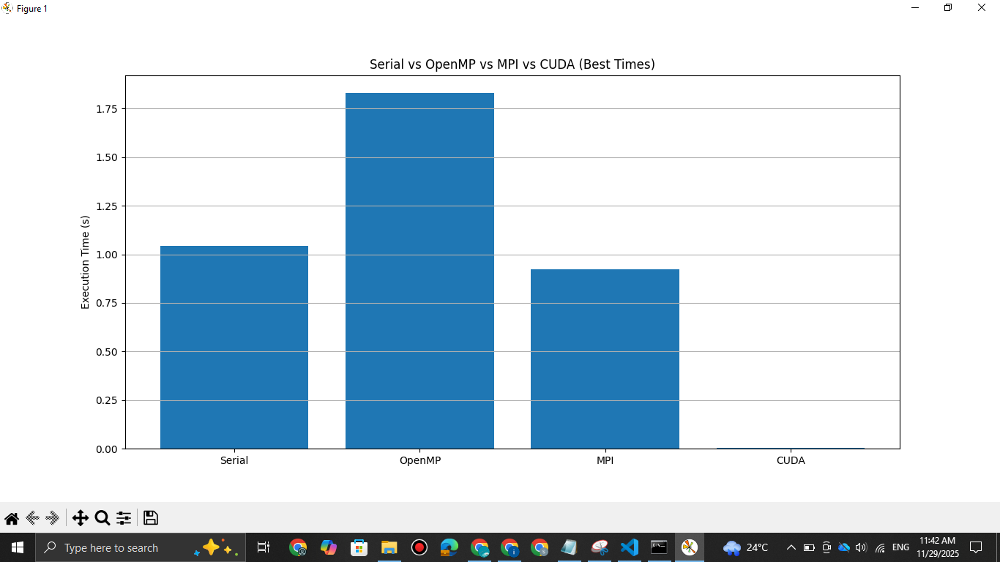 Figure 1
Serial vs OpenMP vs MPI vs CUDA (Best Times)
Execution Time (s)
1.75
1.50
1.25
1.00
0.75
0.50
0.25
0.00
Serial OpenMP MPI CUDA
Type here to search
24°C
ENG
11:42 AM
11/29/2025